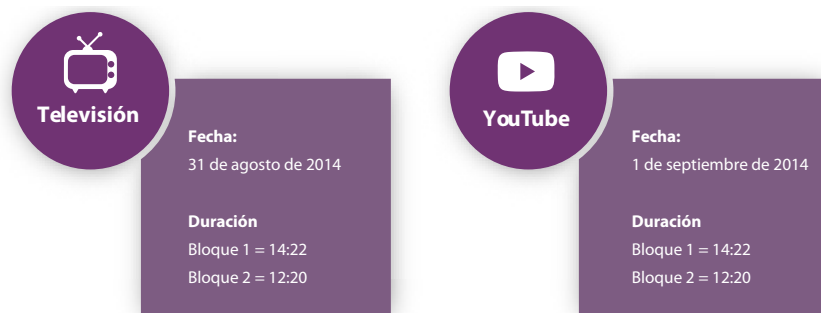 Televisión
Fecha:
31 de agosto de 2014
Duración
Bloque 1 = 14:22
Bloque 2 = 12:20
YouTube
Fecha:
1 de septiembre de 2014
Duración
Bloque 1 = 14:22
Bloque 2 = 12:20